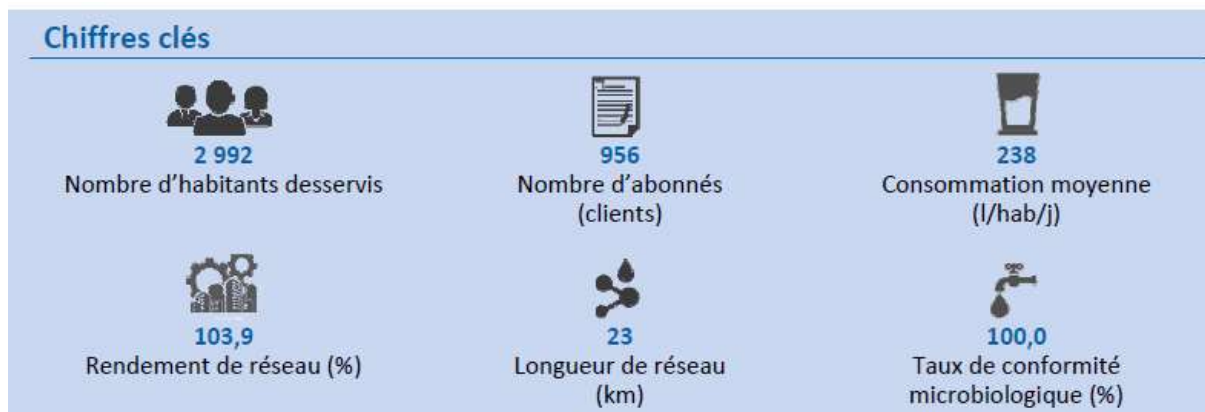 Chiffres clés
2 992
Nombre d'habitants desservis
956
Nombre d'abonnés
(clients)
238
Consommation moyenne
(l/hab/j)
103,9
Rendement de réseau (%)
23
Longueur de réseau
(km)
100,0
Taux de conformité
microbiologique (%)